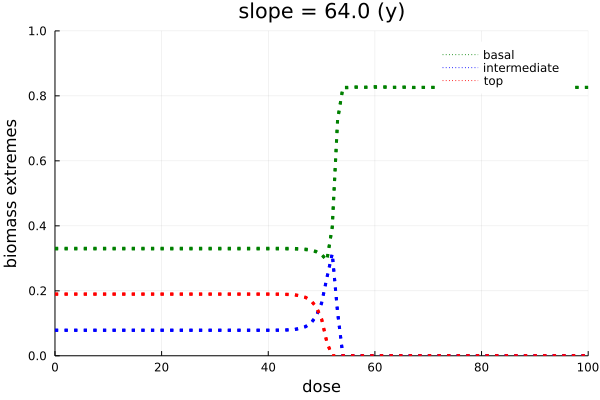 slope = 64.0 (y)
basal
intermediate
top
biomass extremes
1.0
0.8
0.6
0.4
0.2
0.0
0 20 40 60 80 100
dose